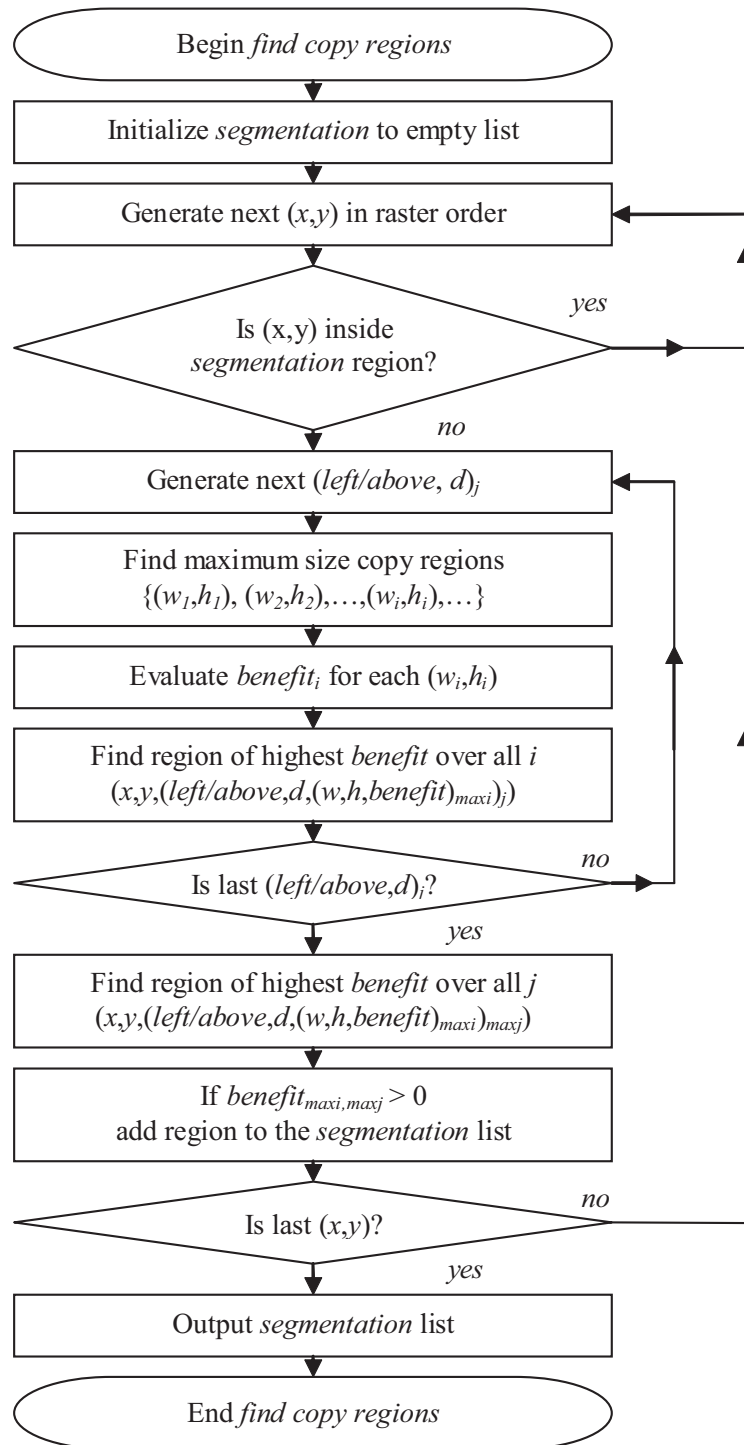 Begin find copy regions
Initialize segmentation to empty list
Generate next (x,y) in raster order
Is (x,y) inside
segmentation region?
yes
no
Generate next (left/above, d)j
Find maximum size copy regions
{(w1,h1), (w2,h2),…,(wi,hi),…}
Evaluate benefiti for each (wi,hi)
Find region of highest benefit over all i
(x,y,(left/above,d,(w,h,benefit)maxi)j)
Is last (left/above,d)j?
no
yes
Find region of highest benefit over all j
(x,y,(left/above,d,(w,h,benefit)maxi)maxj)
If benefitmaxi,maxj > 0
add region to the segmentation list
Is last (x,y)?
no
yes
Output segmentation list
End find copy regions